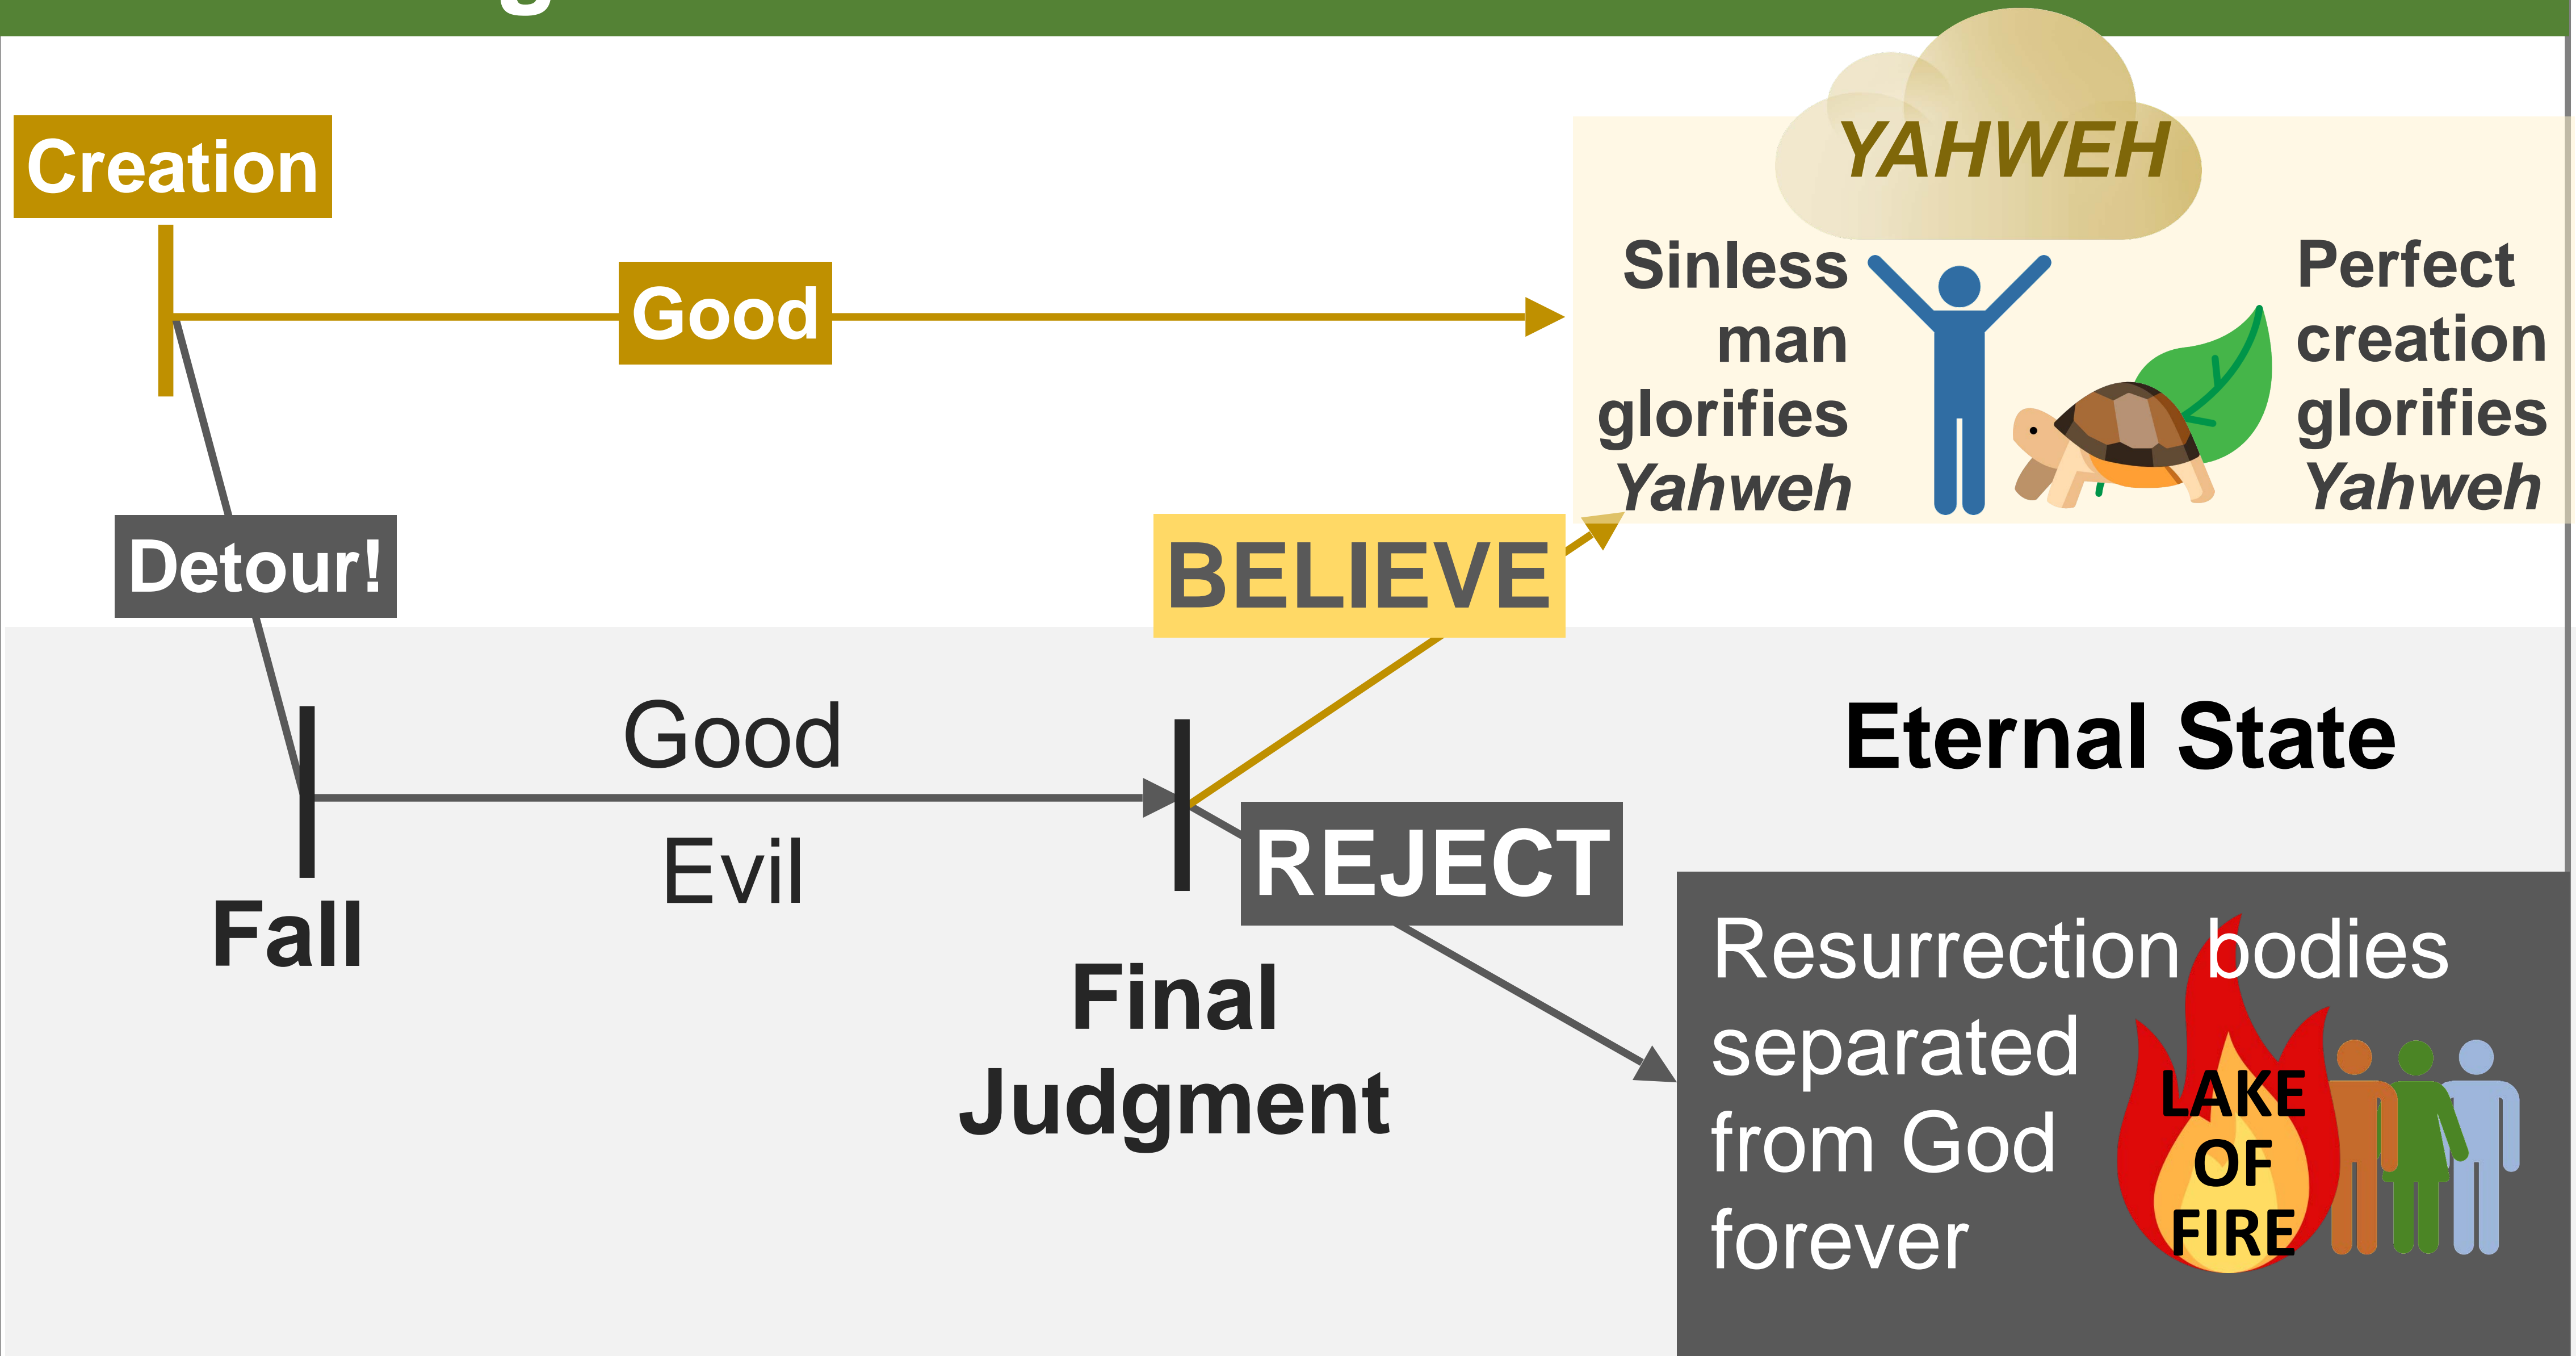 YAHWEH
Creation
Good
Sinless
man
glorifies
Yahweh
Perfect
creation
glorifies
Yahweh
Detour!
BELIEVE
Good
Evil
Fall
Eternal State
REJECT
Final
Judgment
Resurrection bodies
separated
from God
forever
LAKE
OF
FIRE